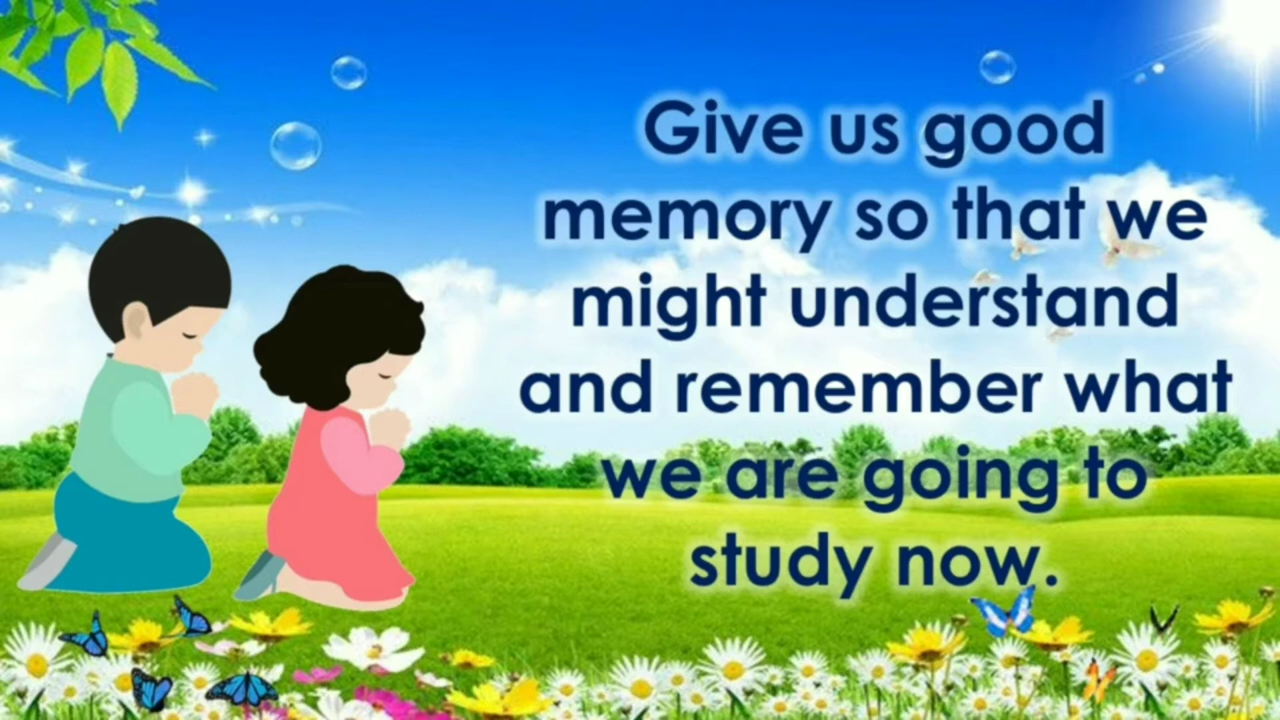 Give us good
memory so that we
might understand
and remember what
we are going to
study now.